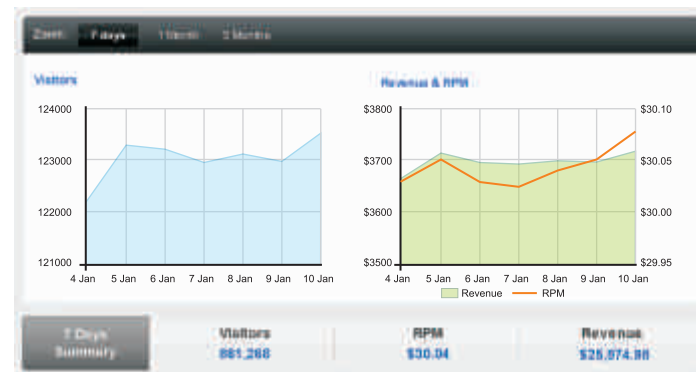 Zoom: 7 days 1 Month 3 Months
Visitors
Revenue & RPM
124000
123000
122000
121000
4 Jan 5 Jan 6 Jan 7 Jan 8 Jan 9 Jan 10 Jan
$3800
$3700
$3600
$3500
$30.10
$30.05
$30.00
$29.95
4 Jan 5 Jan 6 Jan 7 Jan 8 Jan 9 Jan 10 Jan
Revenue RPM
7 Days
Summary
Visitors
861,268
RPM
$30.04
Revenue
$25,874.98